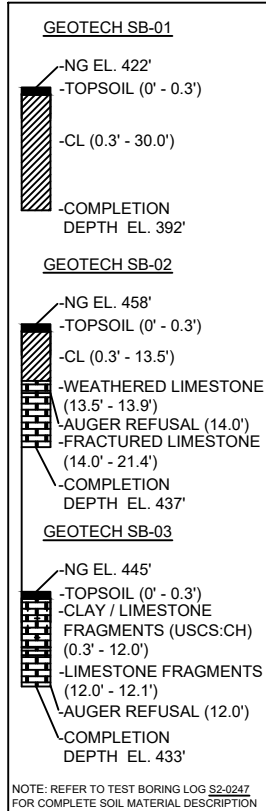 GEOTECH SB-01
-NG EL. 422'
-TOPSOIL (0' - 0.3')
-CL (0.3' - 30.0')
-COMPLETION
DEPTH EL. 392'
GEOTECH SB-02
-NG EL. 458'
-TOPSOIL (0' - 0.3')
-CL (0.3' - 13.5')
-WEATHERED LIMESTONE
(13.5' - 13.9')
-AUGER REFUSAL (14.0')
-FRACTURED LIMESTONE
(14.0' - 21.4')
-COMPLETION
DEPTH EL. 437'
GEOTECH SB-03
-NG EL. 445'
-TOPSOIL (0' - 0.3')
-CLAY / LIMESTONE
FRAGMENTS (USCS:CH)
(0.3' - 12.0')
-LIMESTONE FRAGMENTS
(12.0' - 12.1')
-AUGER REFUSAL (12.0')
-COMPLETION
DEPTH EL. 433'
NOTE: REFER TO TEST BORING LOG S2-0247
FOR COMPLETE SOIL MATERIAL DESCRIPTION